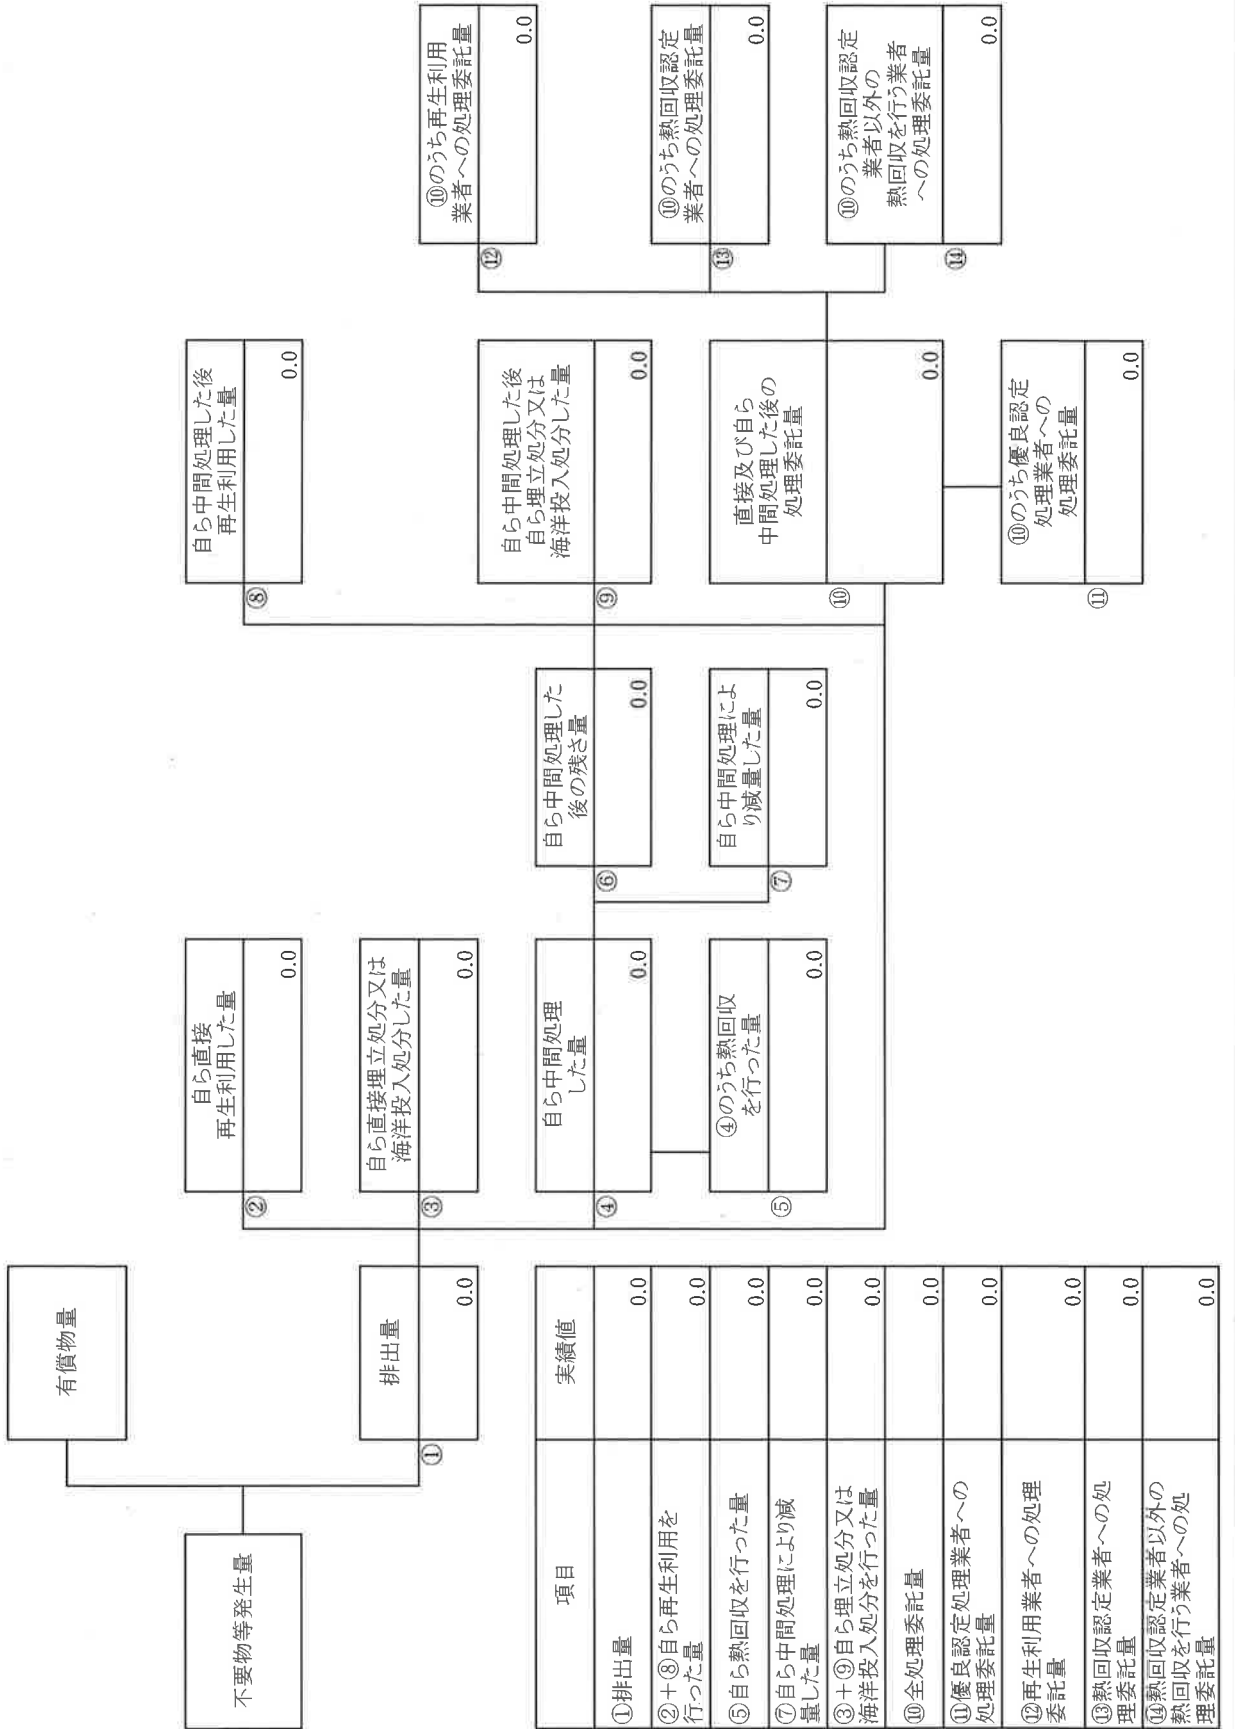 有償物量
不要物等発生量
排出量
①
0.0
自ら直接
再生利用した量
②
0.0
自ら直接埋立処分又は
海洋投入処分した量
③
0.0
自ら中間処理
した量
④
0.0
④のうち熱回収
を行った量
⑤
0.0
自ら中間処理した
後の残さ量
⑥
0.0
自ら中間処理によ
り減量した量
⑦
0.0
自ら中間処理した後
再生利用した量
⑧
0.0
自ら中間処理した後
自ら埋立処分又は
海洋投入処分した量
⑨
0.0
直接及び自ら
中間処理した後の
処理委託量
⑩
0.0
⑩のうち優良認定
処理業者への
処理委託量
⑪
0.0
⑩のうち再生利用
業者への処理委託量
⑫
0.0
⑩のうち熱回収認定
業者への処理委託量
⑬
0.0
⑩のうち熱回収認定
業者以外の
熱回収を行う業者
への処理委託量
⑭
0.0
項目 実績値
①排出量 0.0
②+⑧自ら再生利用を
行った量 0.0
⑤自ら熱回収を行った量 0.0
⑦自ら中間処理により減
量した量 0.0
③+⑨自ら埋立処分又は
海洋投入処分を行った量 0.0
⑩全処理委託量 0.0
⑪優良認定処理業者への
処理委託量 0.0
⑫再生利用業者への処理
委託量 0.0
⑬熱回収認定業者への処
理委託量 0.0
⑭熱回収認定業者以外の
熱回収を行う業者への処
理委託量 0.0